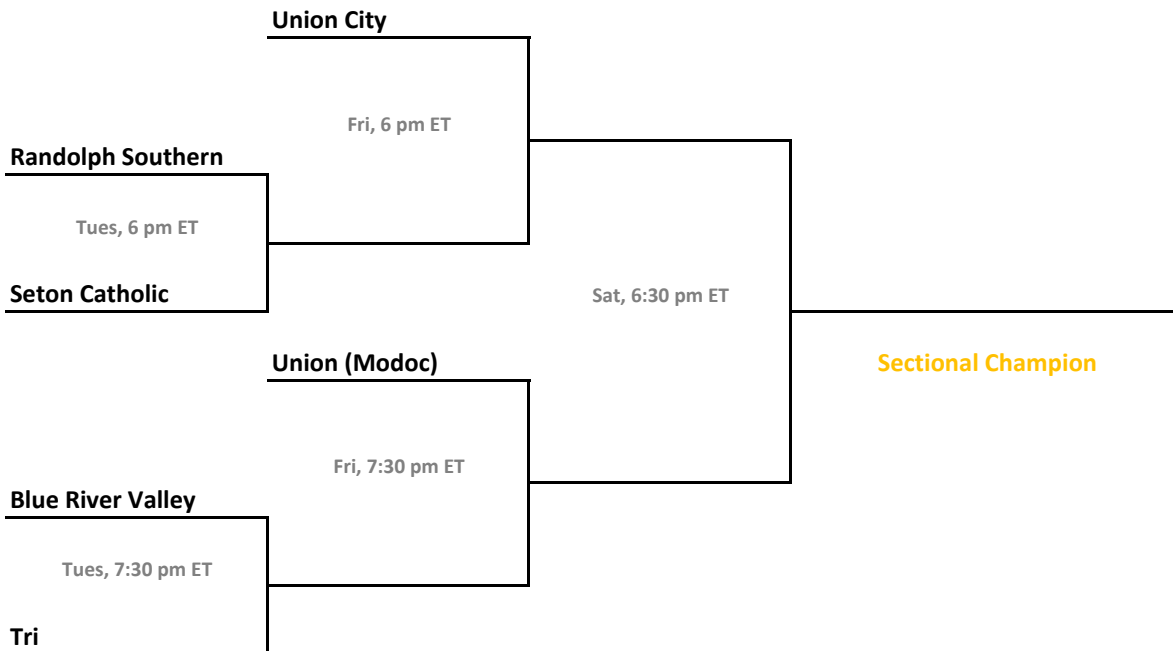 Union City
Fri, 6 pm ET
Randolph Southern
Tues, 6 pm ET
Seton Catholic
Sat, 6:30 pm ET
Union (Modoc)
Sectional Champion
Fri, 7:30 pm ET
Blue River Valley
Tues, 7:30 pm ET
Tri